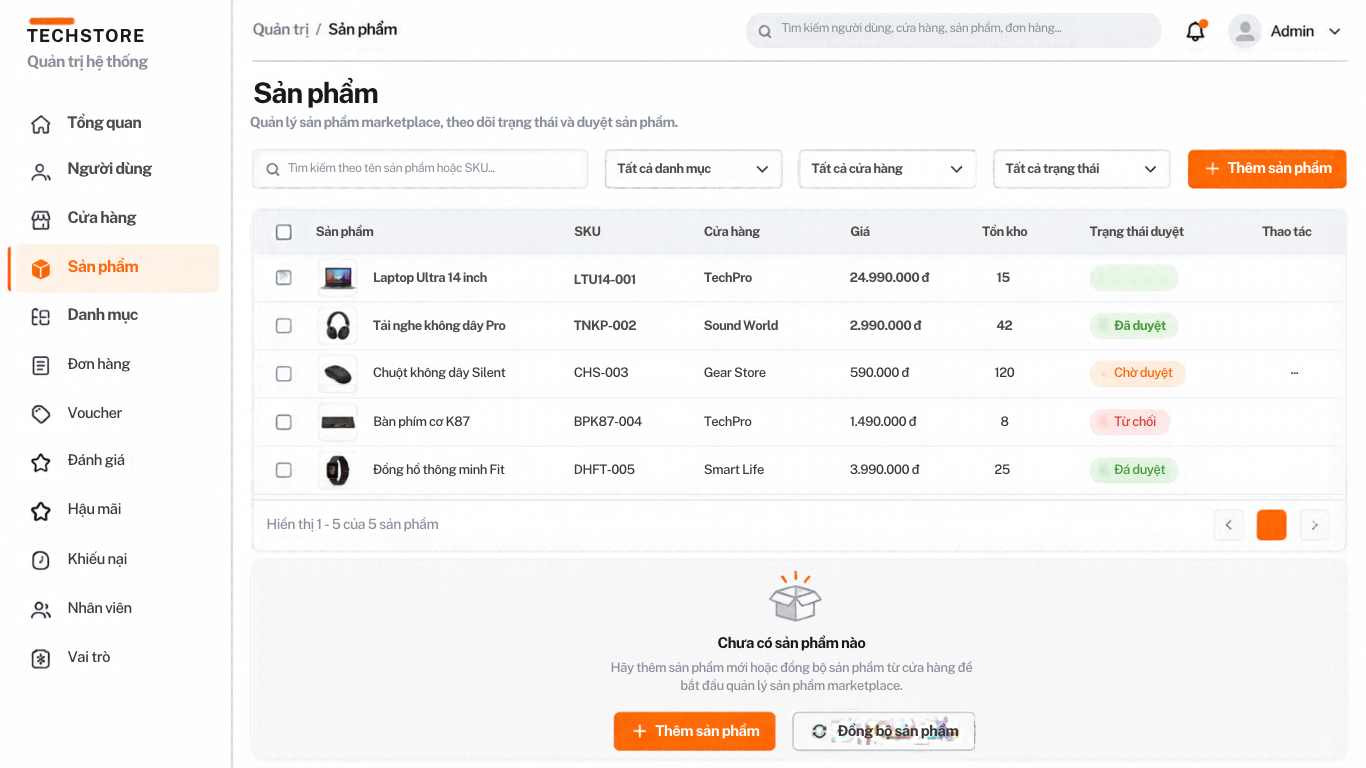 TECHSTORE
Quản trị hệ thống
Tổng quan
Người dùng
Cửa hàng
Sản phẩm
Danh mục
Đơn hàng
Voucher
Đánh giá
Hậu mãi
Khiếu nại
Nhân viên
Vai trò
Quản trị / Sản phẩm
Tìm kiếm người dùng, cửa hàng, sản phẩm, đơn hàng...
Admin
Sản phẩm
Quản lý sản phẩm marketplace, theo dõi trạng thái và duyệt sản phẩm.
Tìm kiếm theo tên sản phẩm hoặc SKU...
Tất cả danh mục
Tất cả cửa hàng
Tất cả trạng thái
+ Thêm sản phẩm
Sản phẩm SKU Cửa hàng Giá Tồn kho Trạng thái duyệt Thao tác
Laptop Ultra 14 inch LTU14-001 TechPro 24.990.000 đ 15
Tải nghe không dây Pro TNKP-002 Sound World 2.990.000 đ 42 Đã duyệt
Chuột không dây Silent CHS-003 Gear Store 590.000 đ 120 Chờ duyệt ...
Bàn phím cơ K87 BPK87-004 TechPro 1.490.000 đ 8 Từ chối
Đồng hồ thông minh Fit DHFT-005 Smart Life 3.990.000 đ 25 Đá duyệt
Hiển thị 1 - 5 của 5 sản phẩm
Chưa có sản phẩm nào
Hãy thêm sản phẩm mới hoặc đồng bộ sản phẩm từ cửa hàng để
bắt đầu quản lý sản phẩm marketplace.
+ Thêm sản phẩm
Đồng bộ sản phẩm